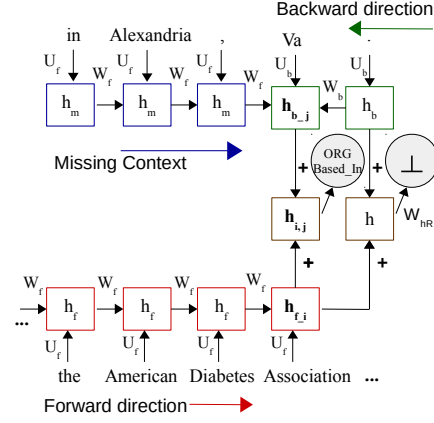 Backward direction
in Alexandria , Va .
U_f U_f U_f U_b U_b
W_f W_f W_f W_b
h_m h_m h_m h_b_j h_b
Missing Context
+ ORG Based_In + ⊥
h_i,j h W_hR
+ +
W_f W_f W_f W_f
... h_f h_f h_f h_f_i
U_f U_f U_f U_f
the American Diabetes Association ...
Forward direction